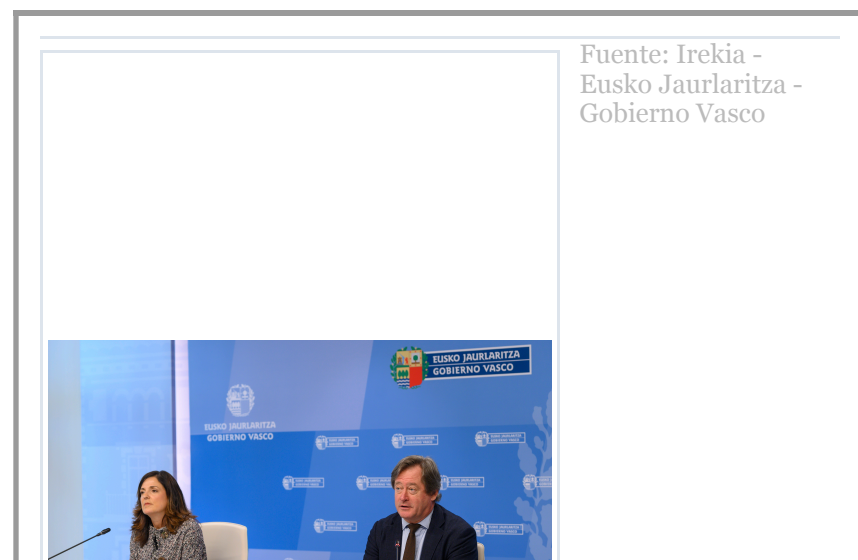 Fuente: Irekia -
Eusko Jaurlaritza -
Gobierno Vasco
EUSKO JAURLARITZA
GOBIERNO VASCO
EUSKO JAURLARITZA
GOBIERNO VASCO